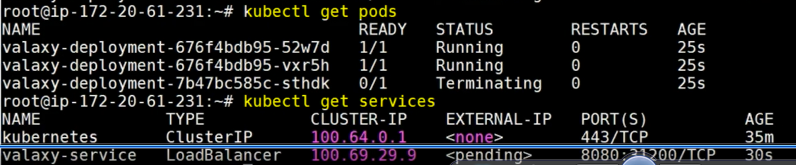 root@ip-172-20-61-231:~# kubectl get pods
NAME READY STATUS RESTARTS AGE
valaxy-deployment-676f4bdb95-52w7d 1/1 Running 0 25s
valaxy-deployment-676f4bdb95-vxr5h 1/1 Running 0 25s
valaxy-deployment-7b47bc585c-sthdk 0/1 Terminating 0 25s
root@ip-172-20-61-231:~# kubectl get services
NAME TYPE CLUSTER-IP EXTERNAL-IP PORT(S) AGE
kubernetes ClusterIP 100.64.0.1 <none> 443/TCP 35m
valaxy-service LoadBalancer 100.69.29.9 <pending> 8080:31200/TCP 30s